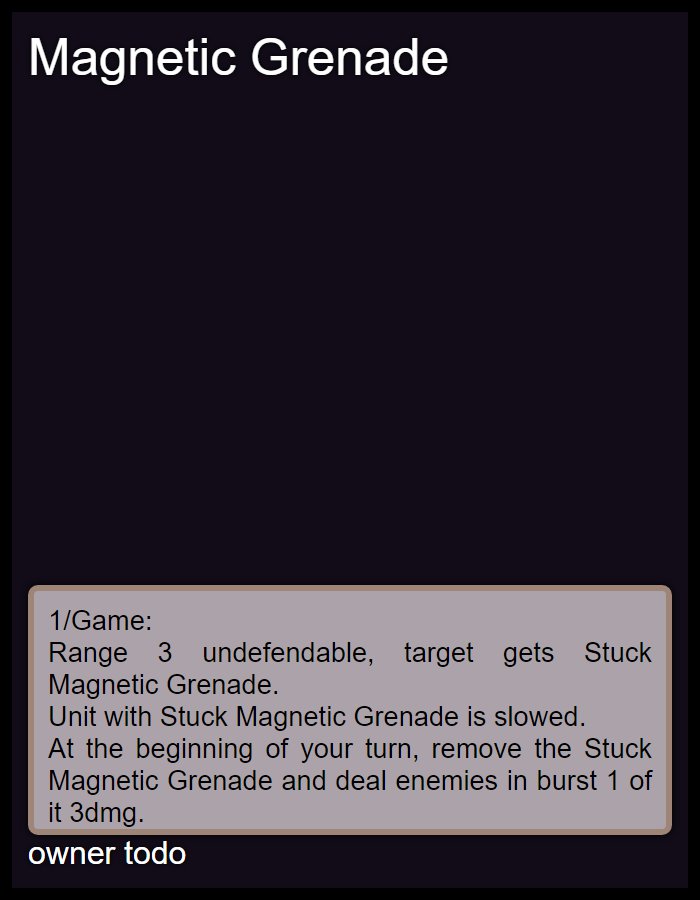 Magnetic Grenade
1/Game:
Range 3 undefendable, target gets Stuck
Magnetic Grenade.
Unit with Stuck Magnetic Grenade is slowed.
At the beginning of your turn, remove the Stuck
Magnetic Grenade and deal enemies in burst 1 of
it 3dmg.
owner todo